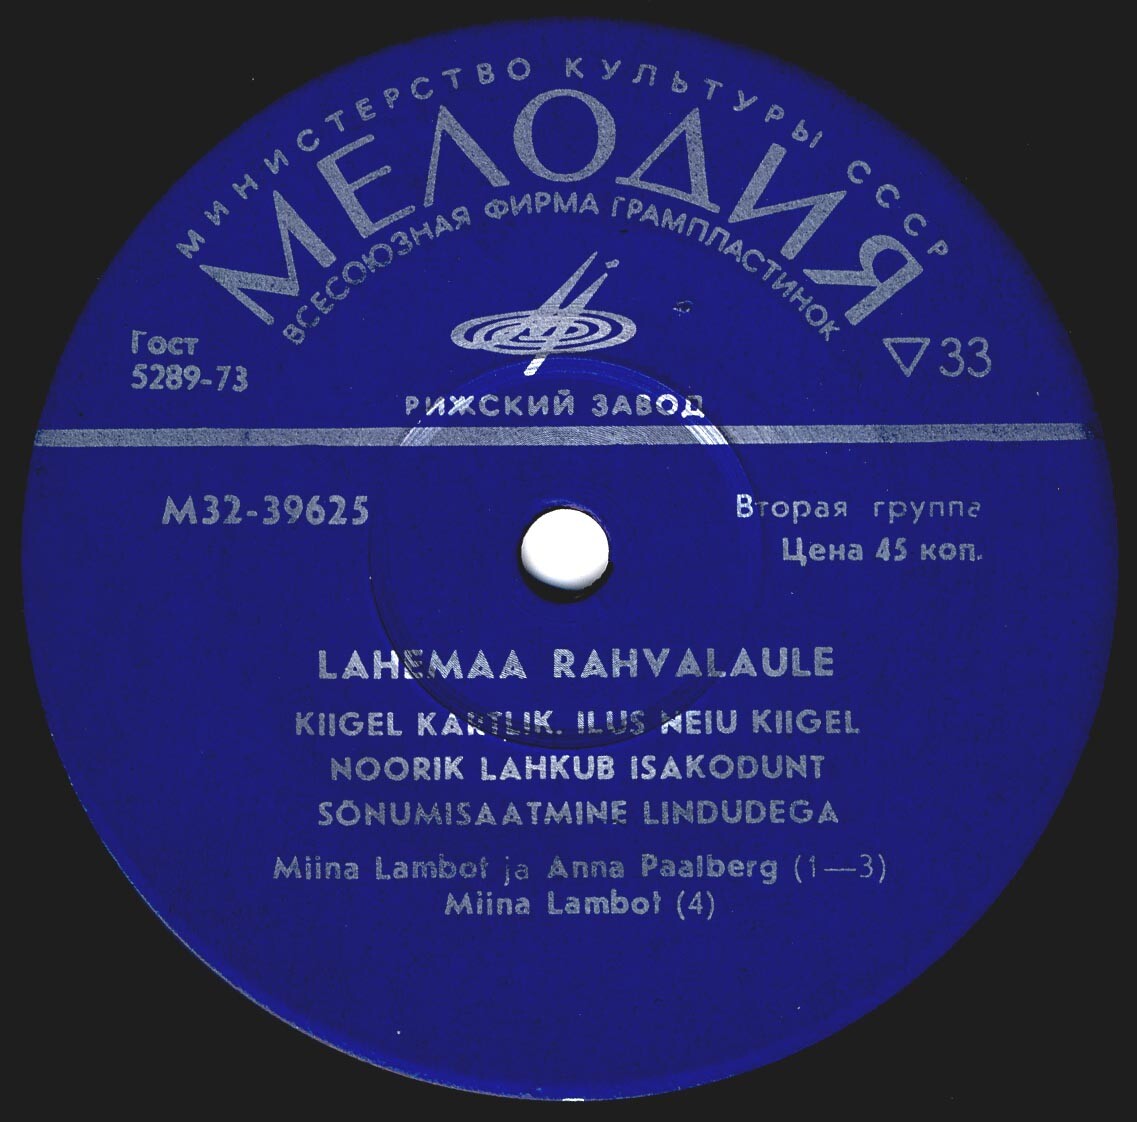 МИНИСТЕРСТВО КУЛЬТУРЫ СССР
МЕЛОДИЯ
ВСЕСОЮЗНАЯ ФИРМА ГРАМПЛАСТИНОК
Гост
5289-73
▽33
РИЖСКИЙ ЗАВОД
М32-39625
Вторая группа
Цена 45 коп.
LAHEMAA RAHVALAULE
KIIGEL KARTLIK. ILUS NEIU KIIGEL
NOORIK LAHKUB ISAKODUNT
SÕNUMISAATMINE LINDUDEGA
Miina Lambot ja Anna Paalberg (1—3)
Miina Lambot (4)